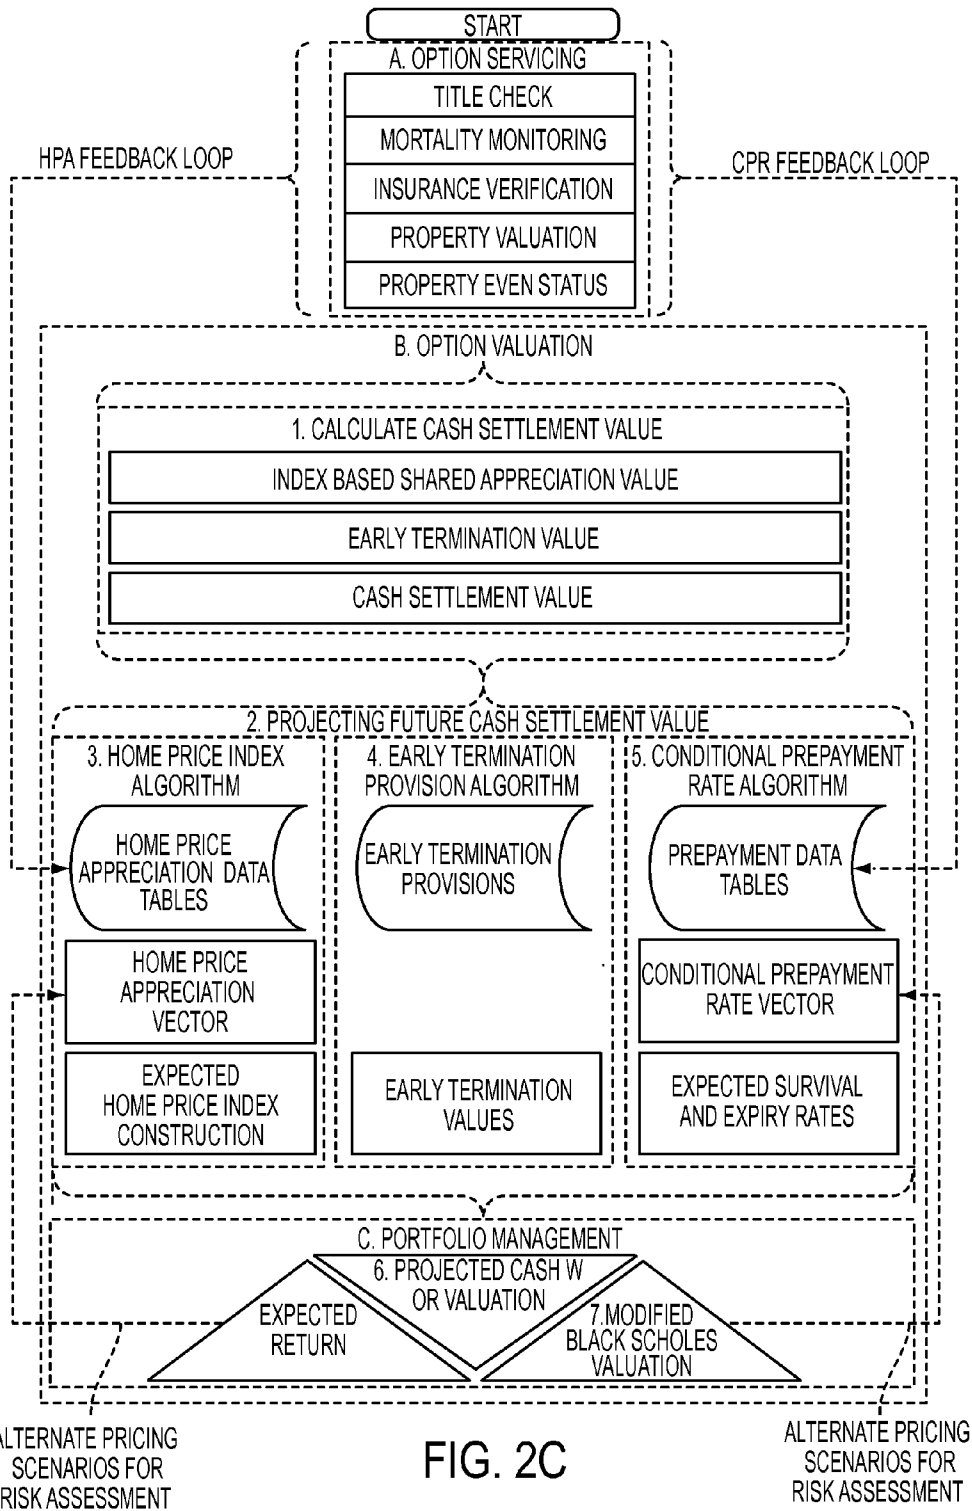 START
A. OPTION SERVICING
TITLE CHECK
MORTALITY MONITORING
INSURANCE VERIFICATION
PROPERTY VALUATION
PROPERTY EVEN STATUS
HPA FEEDBACK LOOP
CPR FEEDBACK LOOP
B. OPTION VALUATION
1. CALCULATE CASH SETTLEMENT VALUE
INDEX BASED SHARED APPRECIATION VALUE
EARLY TERMINATION VALUE
CASH SETTLEMENT VALUE
2. PROJECTING FUTURE CASH SETTLEMENT VALUE
3. HOME PRICE INDEX
ALGORITHM
HOME PRICE
APPRECIATION DATA
TABLES
HOME PRICE
APPRECIATION
VECTOR
EXPECTED
HOME PRICE INDEX
CONSTRUCTION
4. EARLY TERMINATION
PROVISION ALGORITHM
EARLY TERMINATION
PROVISIONS
EARLY TERMINATION
VALUES
5. CONDITIONAL PREPAYMENT
RATE ALGORITHM
PREPAYMENT DATA
TABLES
CONDITIONAL PREPAYMENT
RATE VECTOR
EXPECTED SURVIVAL
AND EXPIRY RATES
C. PORTFOLIO MANAGEMENT
EXPECTED
RETURN
6. PROJECTED CASH W
OR VALUATION
7.MODIFIED
BLACK SCHOLES
VALUATION
ALTERNATE PRICING
SCENARIOS FOR
RISK ASSESSMENT
FIG. 2C
ALTERNATE PRICING
SCENARIOS FOR
RISK ASSESSMENT